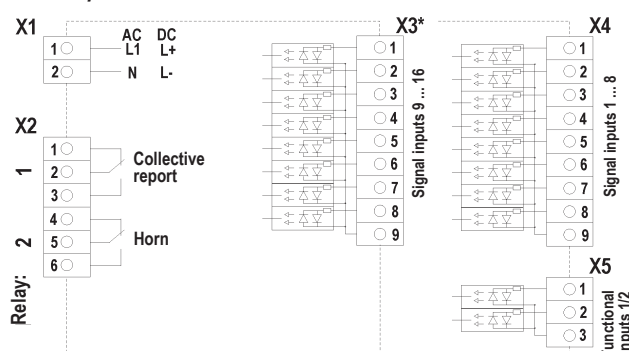 X1
AC DC
1 L1 L+
2 N L-
X2
1
2
3
4
5
6
1
Collective
report
2
Horn
Relay:
X3*
1
2
3
4
5
6
7
8
9
Signal inputs 9 ... 16
X4
1
2
3
4
5
6
7
8
9
Signal inputs 1 ... 8
X5
1
2
3
unctional
nputs 1/2